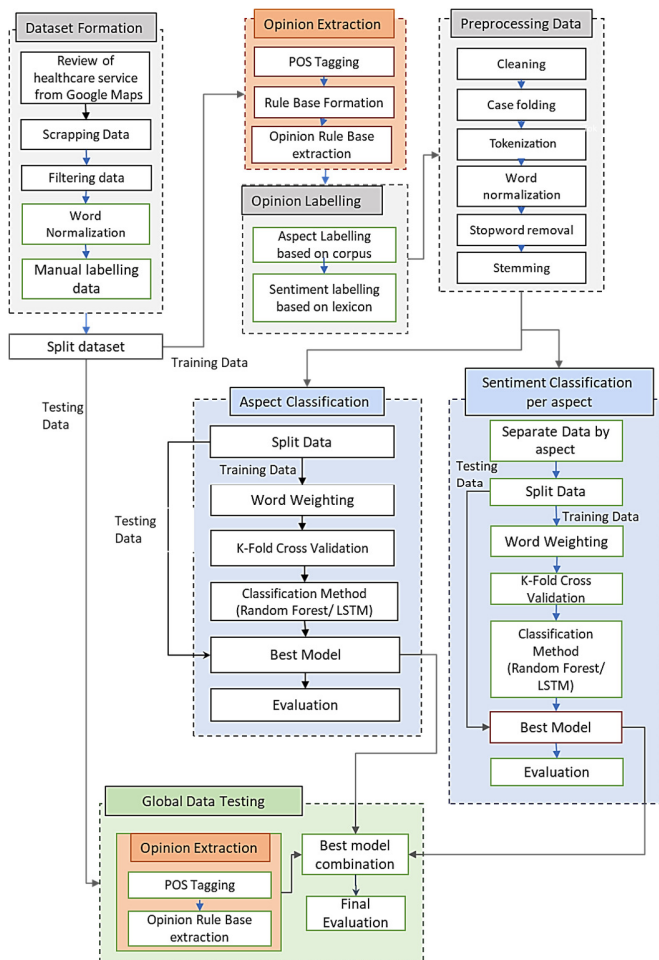 Dataset Formation
Review of
healthcare service
from Google Maps
Scrapping Data
Filtering data
Word
Normalization
Manual labelling
data
Split dataset
Training Data
Testing
Data
Opinion Extraction
POS Tagging
Rule Base Formation
Opinion Rule Base
extraction
Opinion Labelling
Aspect Labelling
based on corpus
Sentiment labelling
based on lexicon
Preprocessing Data
Cleaning
Case folding
Tokenization
Word
normalization
Stopword removal
Stemming
Aspect Classification
Split Data
Training Data
Testing
Data
Word Weighting
K-Fold Cross Validation
Classification Method
(Random Forest/ LSTM)
Best Model
Evaluation
Sentiment Classification
per aspect
Separate Data by
aspect
Testing
Data
Split Data
Training Data
Word Weighting
K-Fold Cross
Validation
Classification
Method
(Random Forest/
LSTM)
Best Model
Evaluation
Global Data Testing
Opinion Extraction
POS Tagging
Opinion Rule Base
extraction
Best model
combination
Final
Evaluation